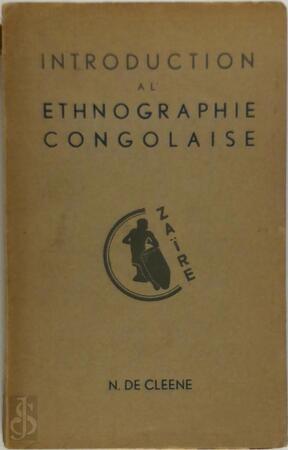 INTRODUCTION
A L'
ETHNOGRAPHIE
CONGOLAISE
ZAÏRE
N. DE CLEENE